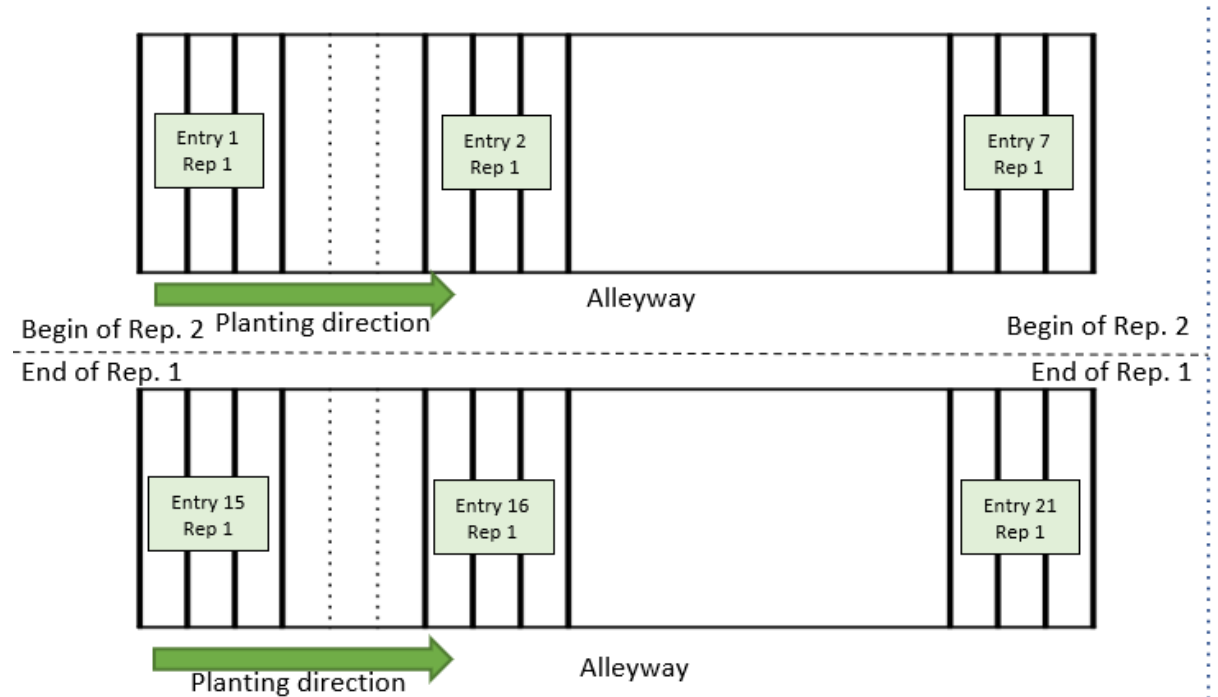 Entry 1
Rep 1
Entry 2
Rep 1
Entry 7
Rep 1
Alleyway
Planting direction
Begin of Rep. 2
Begin of Rep. 2
End of Rep. 1
End of Rep. 1
Entry 15
Rep 1
Entry 16
Rep 1
Entry 21
Rep 1
Alleyway
Planting direction